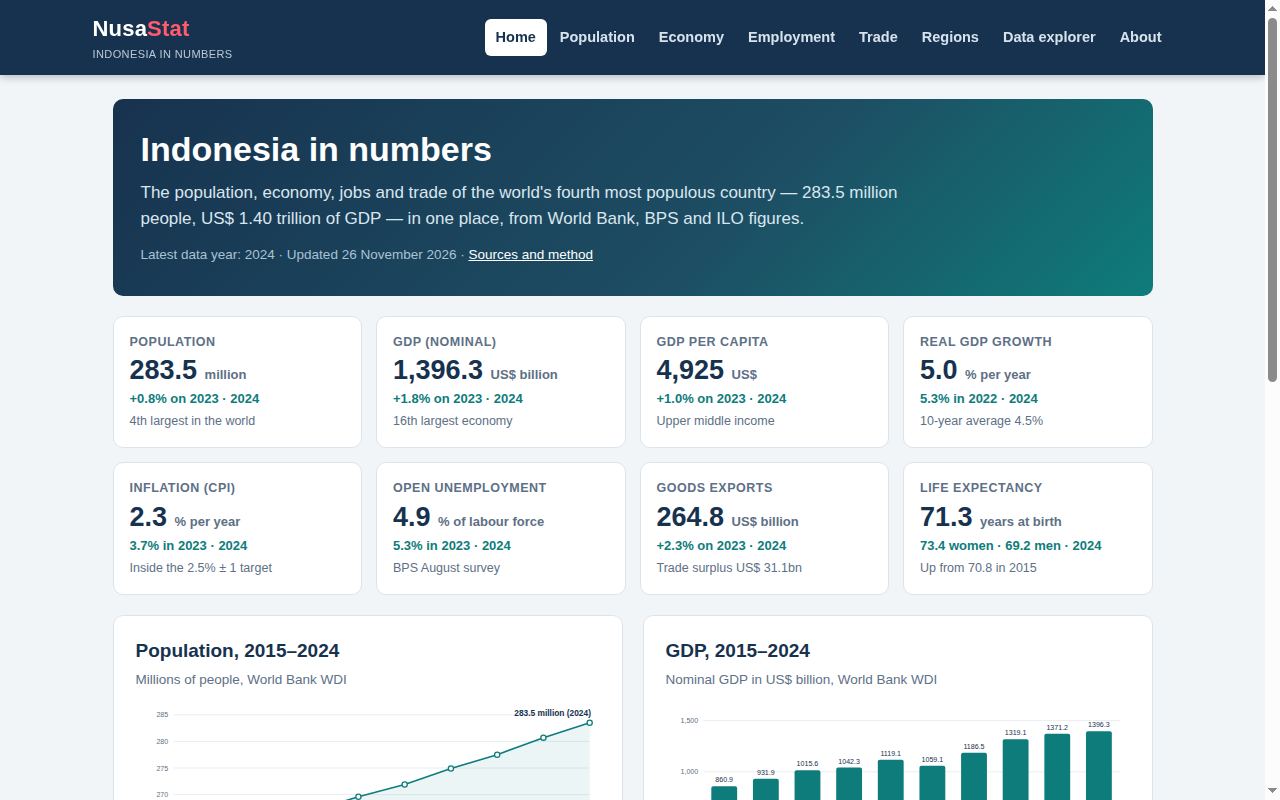 NusaStat
INDONESIA IN NUMBERS
Home Population Economy Employment Trade Regions Data explorer About
Indonesia in numbers
The population, economy, jobs and trade of the world's fourth most populous country — 283.5 million
people, US$ 1.40 trillion of GDP — in one place, from World Bank, BPS and ILO figures.
Latest data year: 2024 · Updated 26 November 2026 · Sources and method
POPULATION
283.5 million
+0.8% on 2023 · 2024
4th largest in the world
GDP (NOMINAL)
1,396.3 US$ billion
+1.8% on 2023 · 2024
16th largest economy
GDP PER CAPITA
4,925 US$
+1.0% on 2023 · 2024
Upper middle income
REAL GDP GROWTH
5.0 % per year
5.3% in 2022 · 2024
10-year average 4.5%
INFLATION (CPI)
2.3 % per year
3.7% in 2023 · 2024
Inside the 2.5% ± 1 target
OPEN UNEMPLOYMENT
4.9 % of labour force
5.3% in 2023 · 2024
BPS August survey
GOODS EXPORTS
264.8 US$ billion
+2.3% on 2023 · 2024
Trade surplus US$ 31.1bn
LIFE EXPECTANCY
71.3 years at birth
73.4 women · 69.2 men · 2024
Up from 70.8 in 2015
Population, 2015–2024
Millions of people, World Bank WDI
283.5 million (2024)
285
280
275
270
GDP, 2015–2024
Nominal GDP in US$ billion, World Bank WDI
1,500
1,000
860.9 931.9 1015.6 1042.3 1119.1 1059.1 1186.5 1319.1 1371.2 1396.3